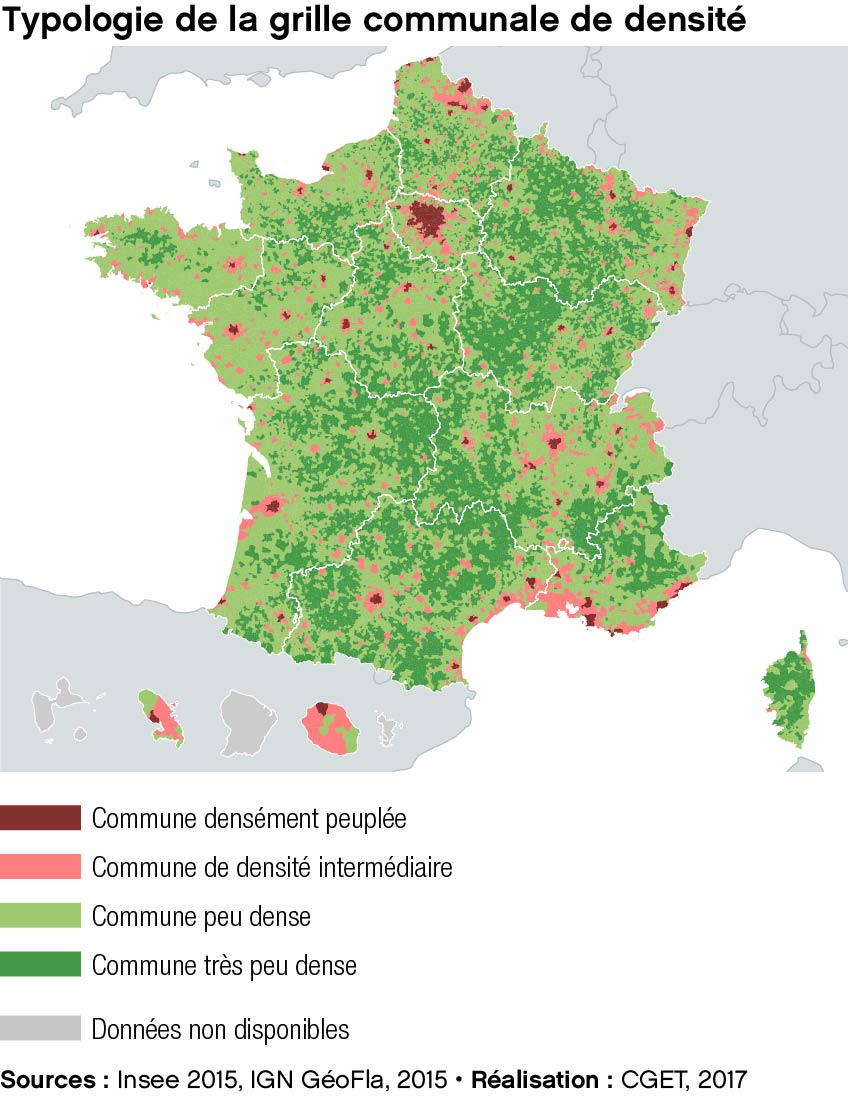 Typologie de la grille communale de densité
Commune densément peuplée
Commune de densité intermédiaire
Commune peu dense
Commune très peu dense
Données non disponibles
Sources : Insee 2015, IGN GéoFla, 2015 • Réalisation : CGET, 2017